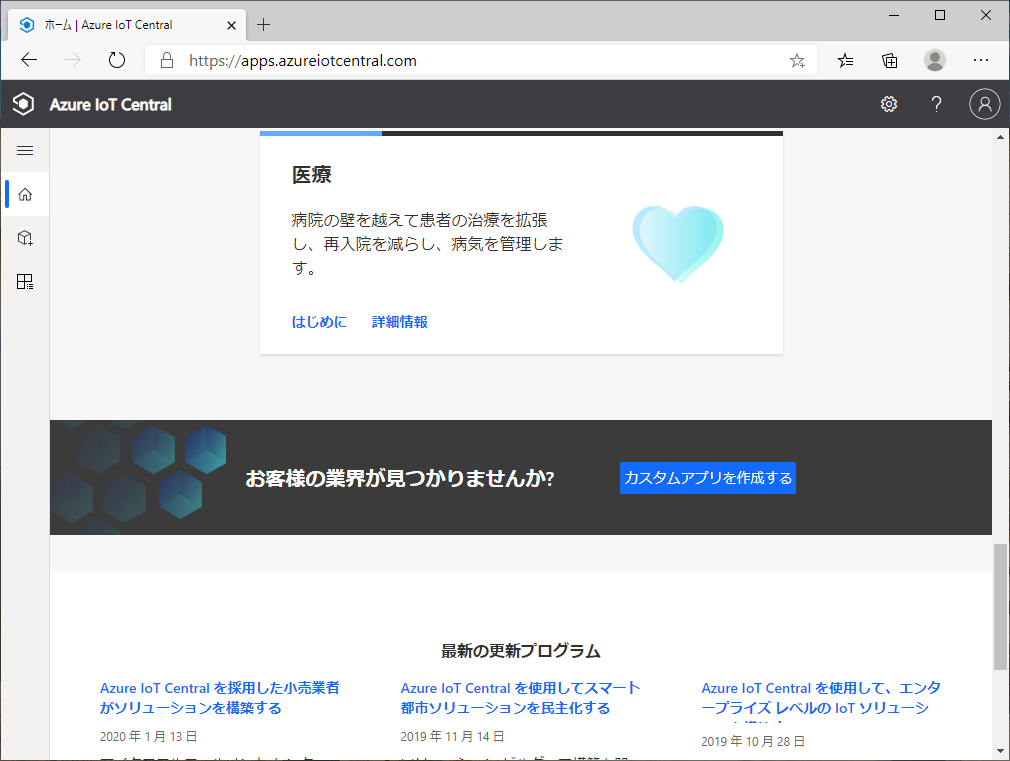 ホーム | Azure IoT Central
https://apps.azureiotcentral.com
Azure IoT Central
?
医療
病院の壁を越えて患者の治療を拡張
し、再入院を減らし、病気を管理しま
す。
はじめに 詳細情報
お客様の業界が見つかりませんか?
カスタムアプリを作成する
最新の更新プログラム
Azure IoT Central を採用した小売業者
がソリューションを構築する
2020 年 1 月 13 日
Azure IoT Central を使用してスマート
都市ソリューションを民主化する
2019 年 11 月 14 日
Azure IoT Central を使用して、エンタ
ープライズ レベルの IoT ソリューシ
2019 年 10 月 28 日